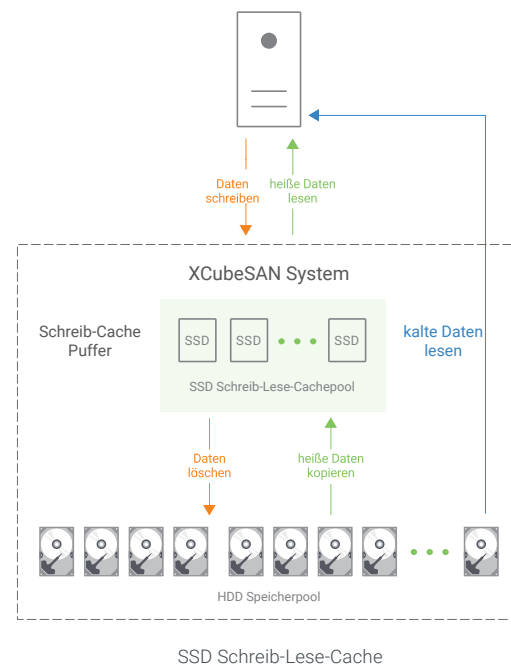 Daten
schreiben
heiße Daten
lesen
XCubeSAN System
Schreib-Cache
Puffer
SSD
SSD
SSD
SSD Schreib-Lese-Cachepool
kalte Daten
lesen
Daten
löschen
heiße Daten
kopieren
HDD Speicherpool
SSD Schreib-Lese-Cache